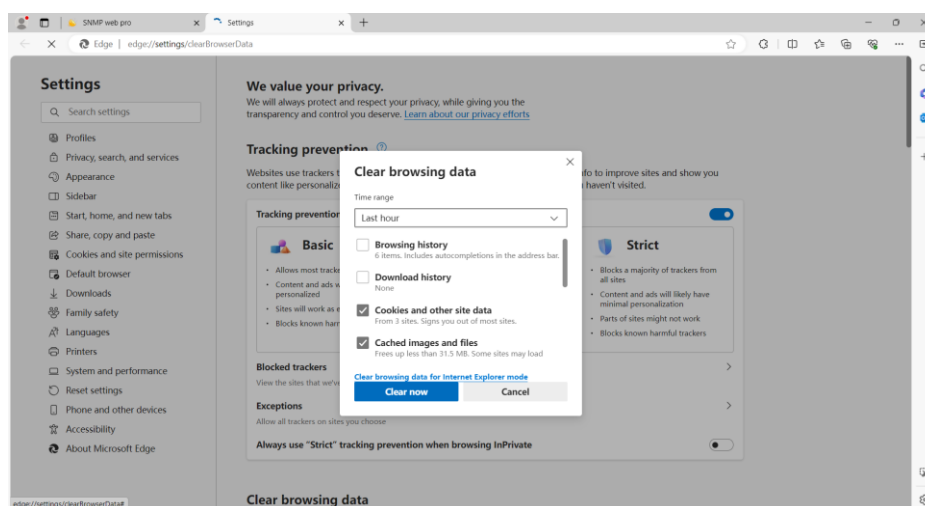 SNMP web pro
Settings
Edge | edge://settings/clearBrowserData
Settings
Search settings
Profiles
Privacy, search, and services
Appearance
Sidebar
Start, home, and new tabs
Share, copy and paste
Cookies and site permissions
Default browser
Downloads
Family safety
Languages
Printers
System and performance
Reset settings
Phone and other devices
Accessibility
About Microsoft Edge
We value your privacy.
We will always protect and respect your privacy, while giving you the
transparency and control you deserve. Learn about our privacy efforts
Tracking prevention
Websites use trackers t
nfo to improve sites and show you
content like personaliz
haven't visited.
Tracking prevention
Basic
Allows most tracke
Content and ads w
personalized
Sites will work as e
Blocks known harr
Strict
Blocks a majority of trackers from
all sites
Content and ads will likely have
minimal personalization
Parts of sites might not work
Blocks known harmful trackers
Blocked trackers
View the sites that we've
Exceptions
Allow all trackers on sites you choose
Always use "Strict" tracking prevention when browsing InPrivate
Clear browsing data
Clear browsing data
Time range
Last hour
Browsing history
6 items. Includes autocompletions in the address bar.
Download history
None
Cookies and other site data
From 3 sites. Signs you out of most sites.
Cached images and files
Frees up less than 31.5 MB. Some sites may load
Clear browsing data for Internet Explorer mode
Clear now
Cancel
edge://settings/clearBrowserData#